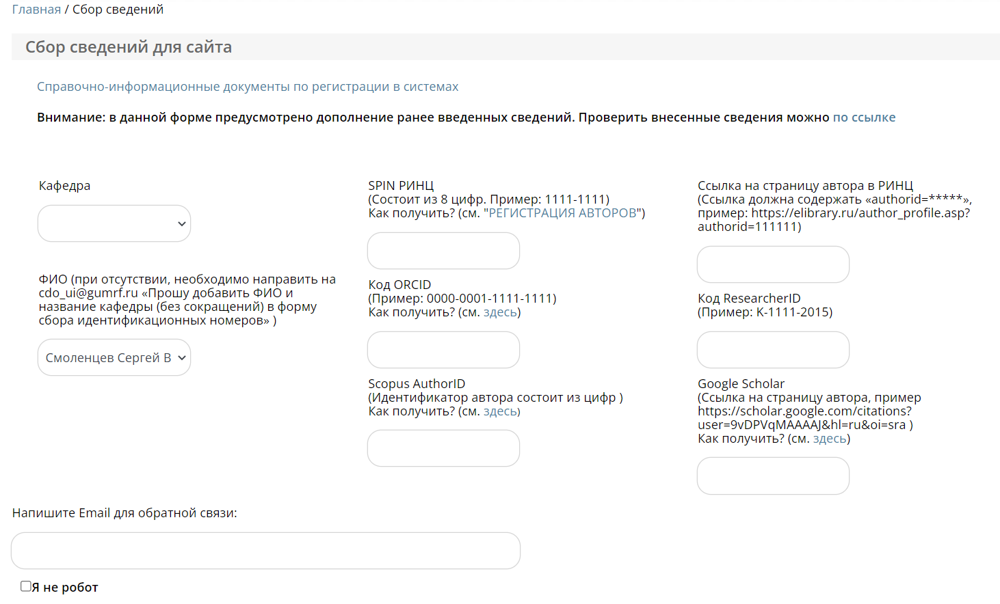 Главная / Сбор сведений
Сбор сведений для сайта
Справочно-информационные документы по регистрации в системах
Внимание: в данной форме предусмотрено дополнение ранее введенных сведений. Проверить внесенные сведения можно по ссылке
Кафедра
ФИО (при отсутствии, необходимо направить на
cdo_ui@gumrf.ru «Прошу добавить ФИО и
название кафедры (без сокращений) в форму
сбора идентификационных номеров» )
Смоленцев Сергей В
SPIN РИНЦ
(Состоит из 8 цифр. Пример: 1111-1111)
Как получить? (см. "РЕГИСТРАЦИЯ АВТОРОВ")
Код ORCID
(Пример: 0000-0001-1111-1111)
Как получить? (см. здесь)
Scopus AuthorID
(Идентификатор автора состоит из цифр )
Как получить? (см. здесь)
Ссылка на страницу автора в РИНЦ
(Ссылка должна содержать «authorid=*****»,
пример: https://elibrary.ru/author_profile.asp?
authorid=111111)
Код ResearcherID
(Пример: K-1111-2015)
Google Scholar
(Ссылка на страницу автора, пример
https://scholar.google.com/citations?
user=9vDPVqMAAAAJ&hl=ru&oi=sra )
Как получить? (см. здесь)
Напишите Email для обратной связи:
Я не робот